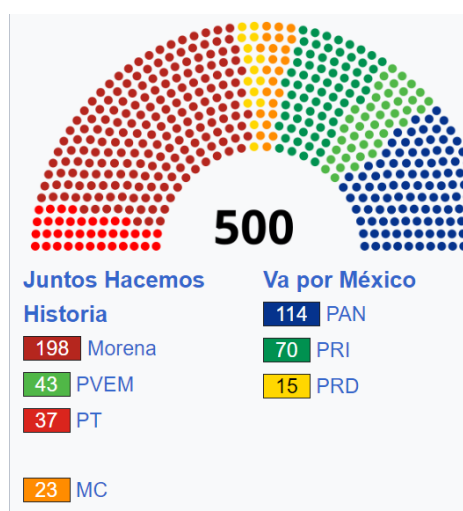 500
Juntos Hacemos
Historia
198 Morena
43 PVEM
37 PT
23 MC
Va por México
114 PAN
70 PRI
15 PRD